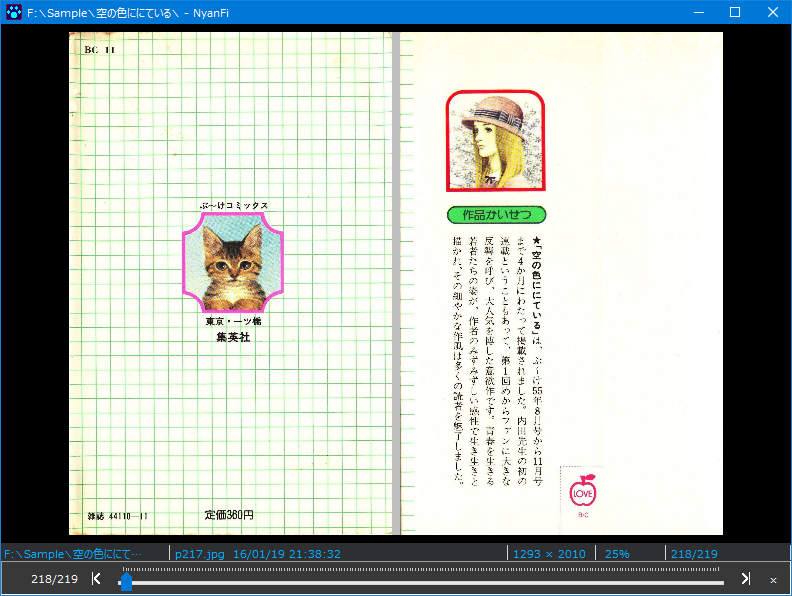 F:\Sample\空の色ににている\ - NyanFi
BC 11
ぶ〜けコミックス
東京・一ツ橋
集英社
雑誌 44110—11
定価360円
作品かいせつ
★「空の色ににている」は、ぶ〜け55年8月号から11月号
まで4か月にわたって掲載されました。内田先生の初の
連載ということもあって、第1回めからファンに大きな
反響を呼び、大人気を博した意欲作です。青春を生きる
若者たちの姿が、作者のみずみずしい感性で生き生きと
描かれ、その細やかな作風は多くの読者を魅了しました。
LOVE
B・C
F:\Sample\空の色ににて…
p217.jpg 16/01/19 21:38:32
1293 × 2010
25%
218/219
218/219